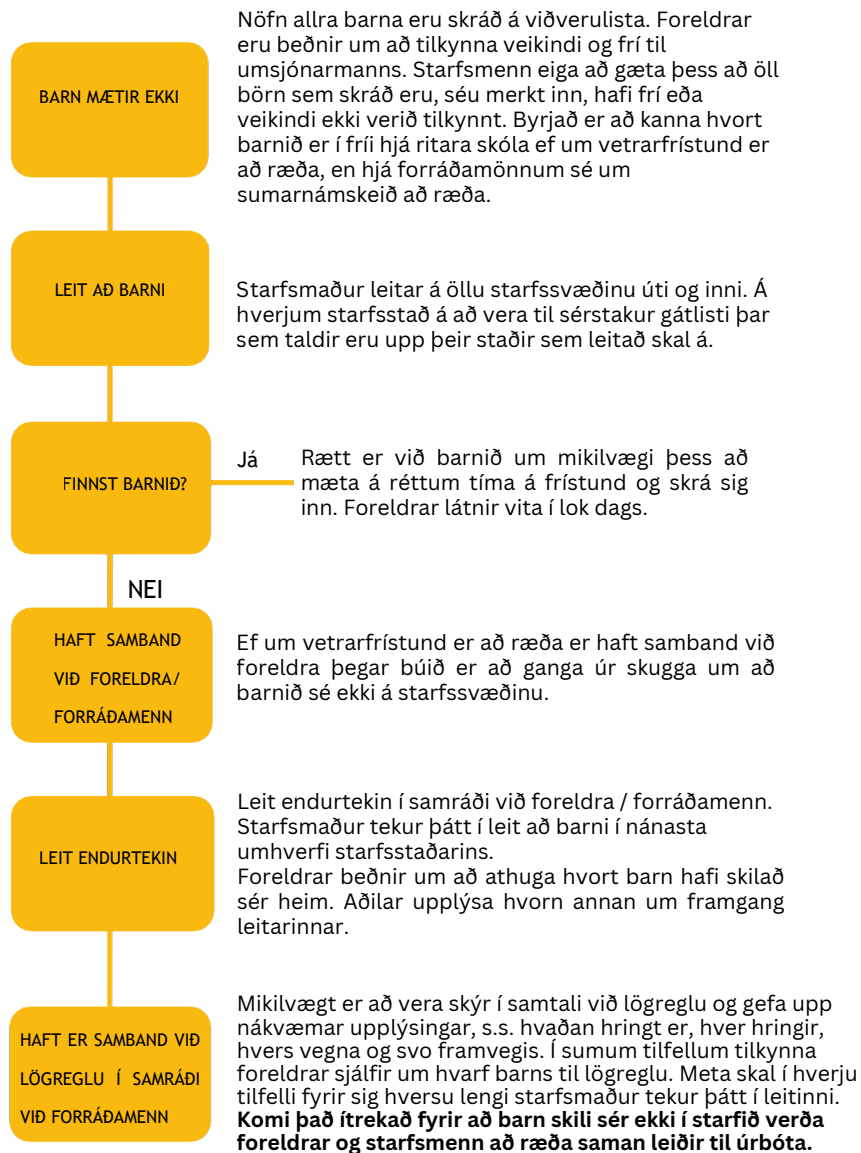 Nöfn allra barna eru skráð á viðverulista. Foreldrar
eru beðnir um að tilkynna veikindi og frí til
umsjónarmanns. Starfsmenn eiga að gæta þess að öll
börn sem skráð eru, séu merkt inn, hafi frí eða
veikindi ekki verið tilkynnt. Byrjað er að kanna hvort
barnið er í fríi hjá ritara skóla ef um vetrarfrístund er
að ræða, en hjá forráðamönnum sé um
sumarnámskeið að ræða.
BARN MÆTIR EKKI
LEIT AÐ BARNI
Starfsmaður leitar á öllu starfssvæðinu úti og inni. Á
hverjum starfsstað á að vera til sérstakur gátlisti þar
sem taldir eru upp þeir staðir sem leitað skal á.
FINNST BARNIÐ?
Já
Rætt er við barnið um mikilvægi þess að
mæta á réttum tíma á frístund og skrá sig
inn. Foreldrar látnir vita í lok dags.
NEI
HAFT SAMBAND
VIÐ FORELDRA/
FORRÁÐAMENN
Ef um vetrarfrístund er að ræða er haft samband við
foreldra þegar búið er að ganga úr skugga um að
barnið sé ekki á starfssvæðinu.
LEIT ENDURTEKIN
Leit endurtekin í samráði við foreldra / forráðamenn.
Starfsmaður tekur þátt í leit að barni í nánasta
umhverfi starfsstaðarins.
Foreldrar beðnir um að athuga hvort barn hafi skilað
sér heim. Aðilar upplýsa hvorn annan um framgang
leitarinnar.
HAFT ER SAMBAND VIÐ
LÖGREGLU Í SAMRÁÐI
VIÐ FORRÁÐAMENN
Mikilvægt er að vera skýr í samtali við lögreglu og gefa upp
nákvæmar upplýsingar, s.s. hvaðan hringt er, hver hringir,
hvers vegna og svo framvegis. Í sumum tilfellum tilkynna
foreldrar sjálfir um hvarf barns til lögreglu. Meta skal í hverju
tilfelli fyrir sig hversu lengi starfsmaður tekur þátt í leitinni.
Komi það ítrekað fyrir að barn skili sér ekki í starfið verða
foreldrar og starfsmenn að ræða saman leiðir til úrbóta.